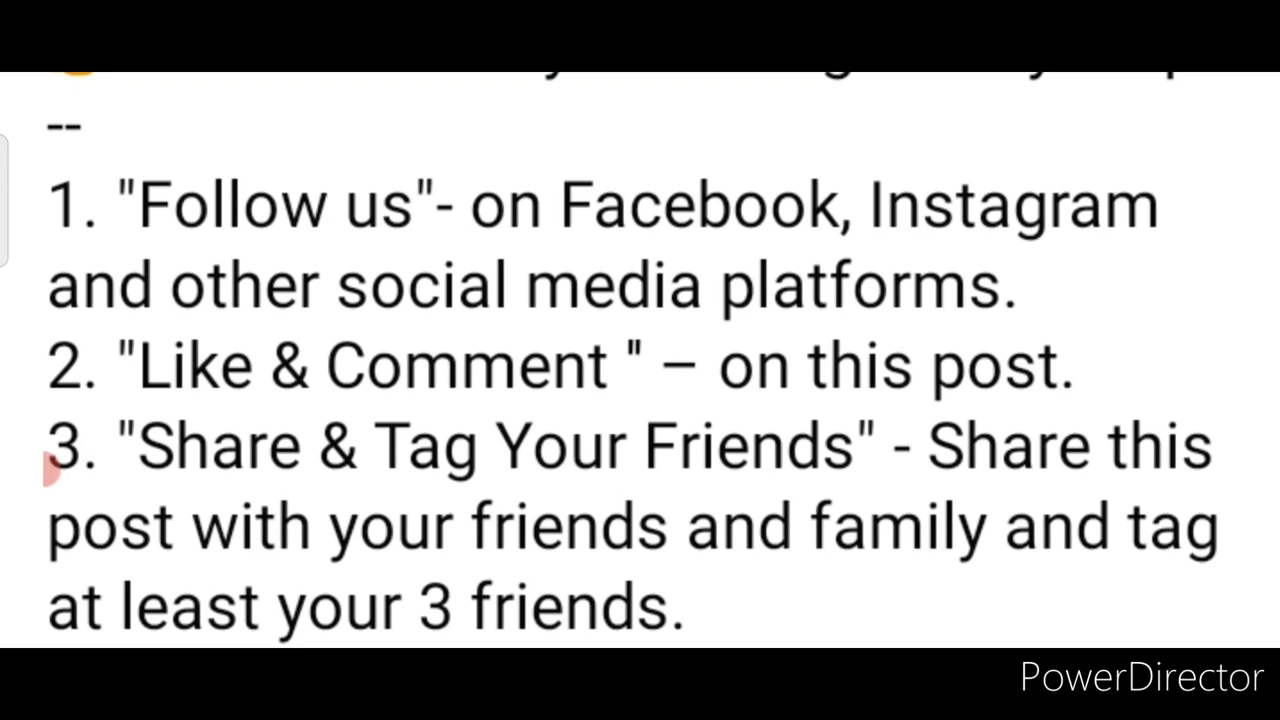 --
1. "Follow us"- on Facebook, Instagram
and other social media platforms.
2. "Like & Comment " – on this post.
3. "Share & Tag Your Friends" - Share this
post with your friends and family and tag
at least your 3 friends.
PowerDirector